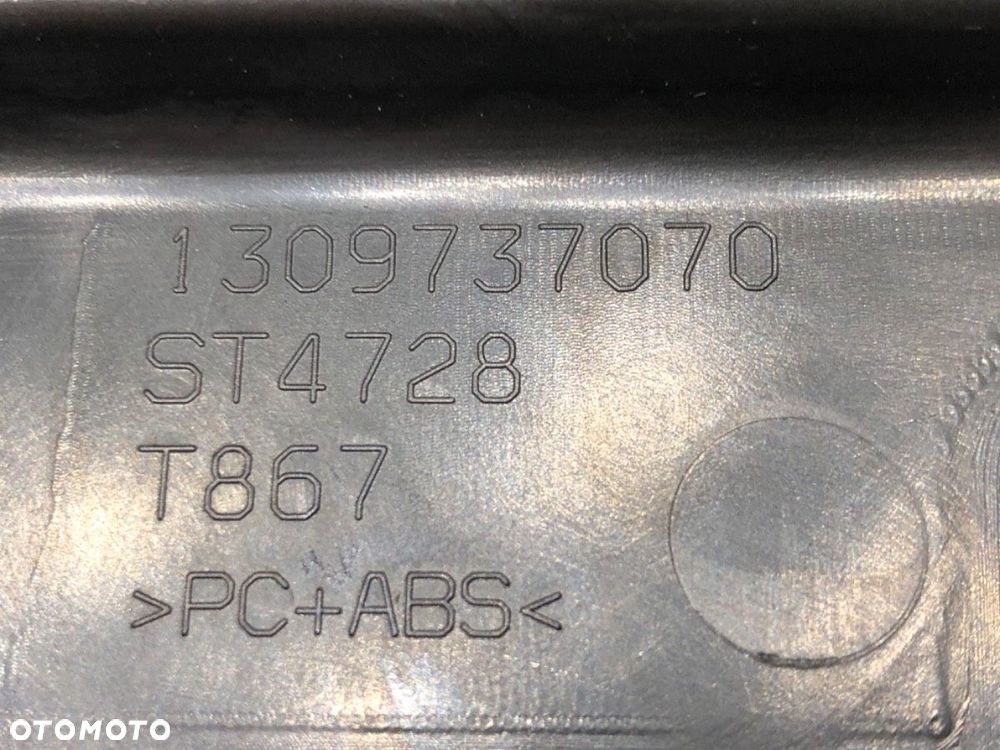 1309737070
ST4728
T867
>PC+ABS<
OTOMOTO